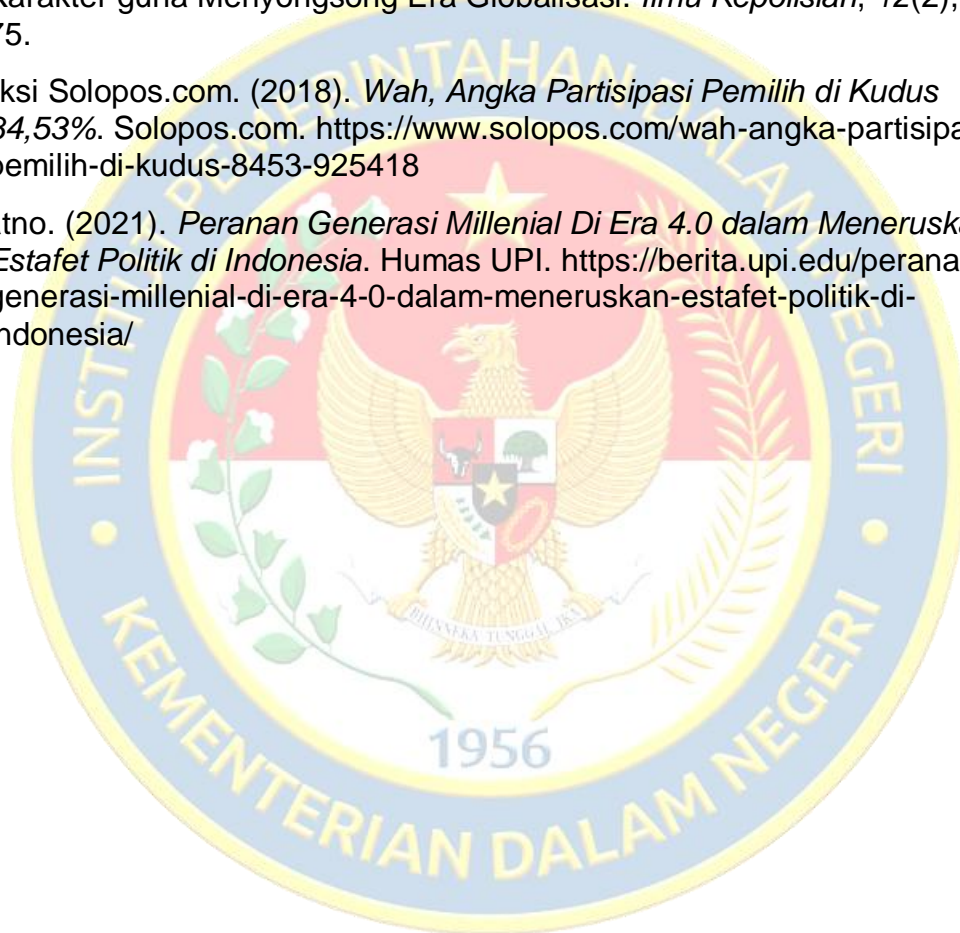 karakter guna Menyongsong Era Globalisasi. Ilmu Kepolisian, 12(2),
75.
ksi Solopos.com. (2018). Wah, Angka Partisipasi Pemilih di Kudus
84,53%. Solopos.com. https://www.solopos.com/wah-angka-partisipa
pemilih-di-kudus-8453-925418
tno. (2021). Peranan Generasi Millenial Di Era 4.0 dalam Menerusk
Estafet Politik di Indonesia. Humas UPI. https://berita.upi.edu/perana
generasi-millenial-di-era-4-0-dalam-meneruskan-estafet-politik-di-
indonesia/
INSTITUT PEMERINTAHAN DALAM NEGERI
BHINNEKA TUNGGAL IKA
1956
KEMENTERIAN DALAM NEGERI